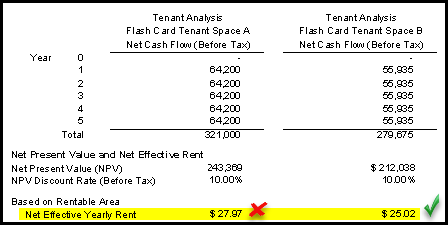 Tenant Analysis Tenant Analysis
Flash Card Tenant Space A Flash Card Tenant Space B
Net Cash Flow (Before Tax) Net Cash Flow (Before Tax)
Year 0 - -
1 64,200 55,935
2 64,200 55,935
3 64,200 55,935
4 64,200 55,935
5 64,200 55,935
Total 321,000 279,675
Net Present Value and Net Effective Rent
Net Present Value (NPV) 243,369 $ 212,038
NPV Discount Rate (Before Tax) 10.00% 10.00%
Based on Rentable Area
Net Effective Yearly Rent $ 27.97 $ 25.02